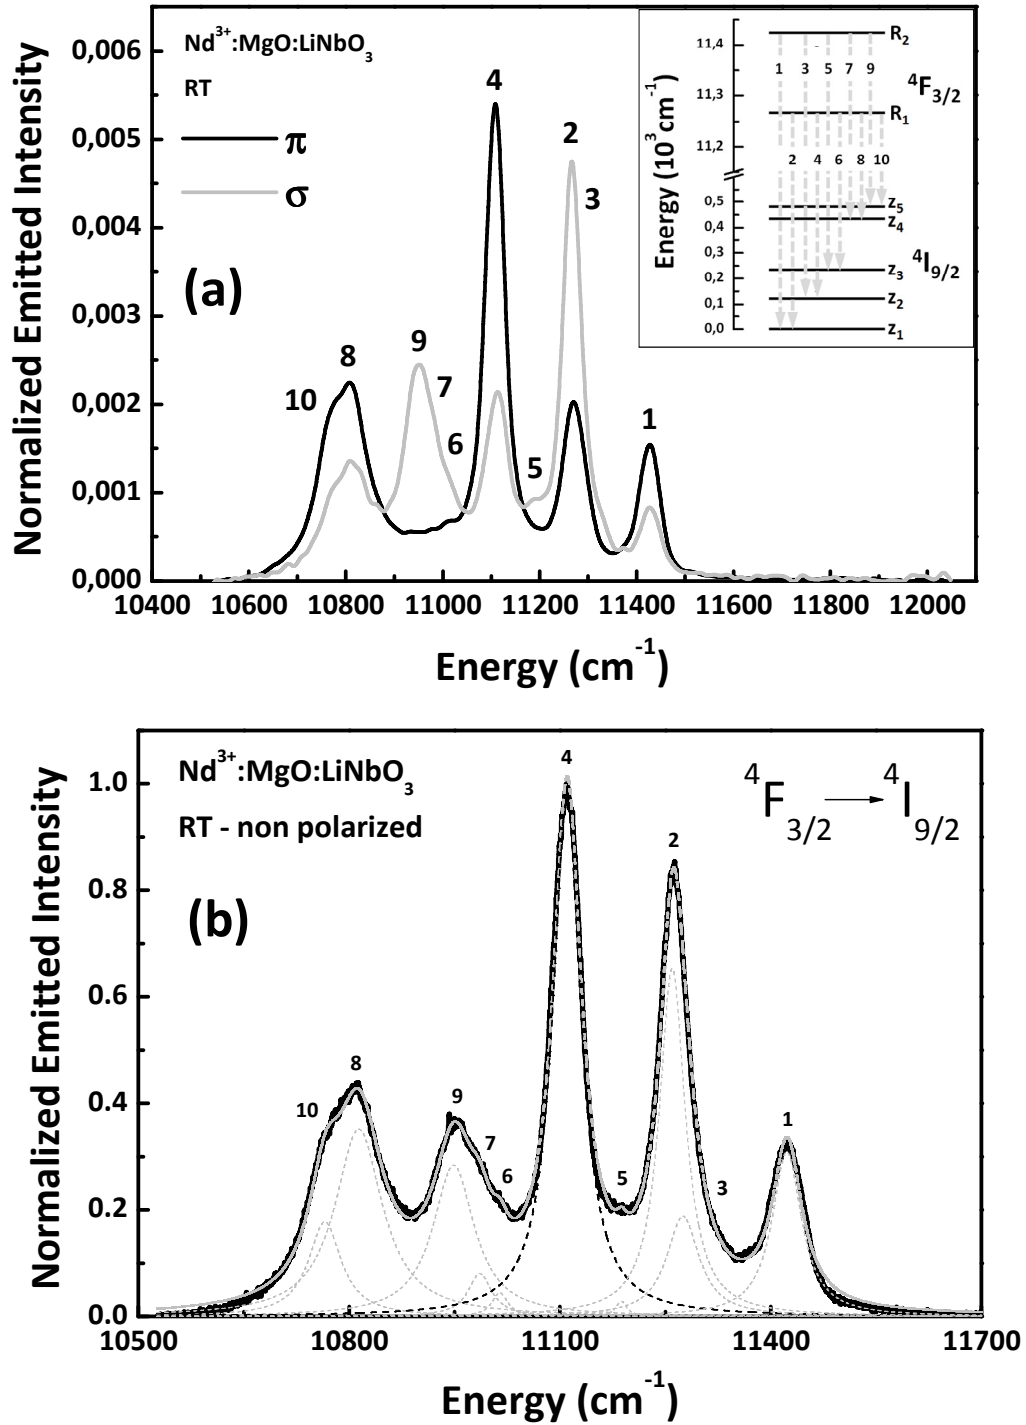 Nd³⁺:MgO:LiNbO₃
RT
π
σ
(a)
10
8
9
7
6
4
5
2
3
1
0,006
0,005
0,004
0,003
0,002
0,001
0,000
Normalized Emitted Intensity
10400 10600 10800 11000 11200 11400 11600 11800 12000
Energy (cm⁻¹)
Energy (10³ cm⁻¹)
11,4
11,3
11,2
0,5
0,4
0,3
0,2
0,1
0,0
R₂
1 3 5 7 9
⁴F₃/₂
R₁
2 4 6 8 10
z₅
z₄
⁴I₉/₂
z₃
z₂
z₁
Nd³⁺:MgO:LiNbO₃
RT - non polarized
⁴F₃/₂ → ⁴I₉/₂
(b)
10
8
9
7
6
4
5
2
3
1
1.0
0.8
0.6
0.4
0.2
0.0
Normalized Emitted Intensity
10500 10800 11100 11400 11700
Energy (cm⁻¹)